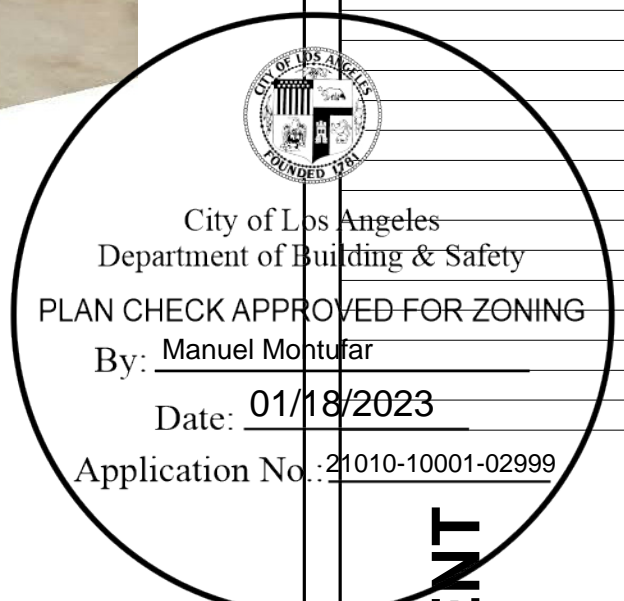 CITY OF LOS ANGELES
FOUNDED 1781
City of Los Angeles
Department of Building & Safety
PLAN CHECK APPROVED FOR ZONING
By: Manuel Montufar
Date: 01/18/2023
Application No.: 21010-10001-02999
ENT